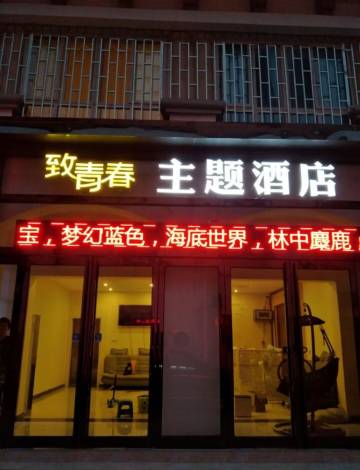 致青春 主题酒店
宝，梦幻蓝色，海底世界，林中麋鹿